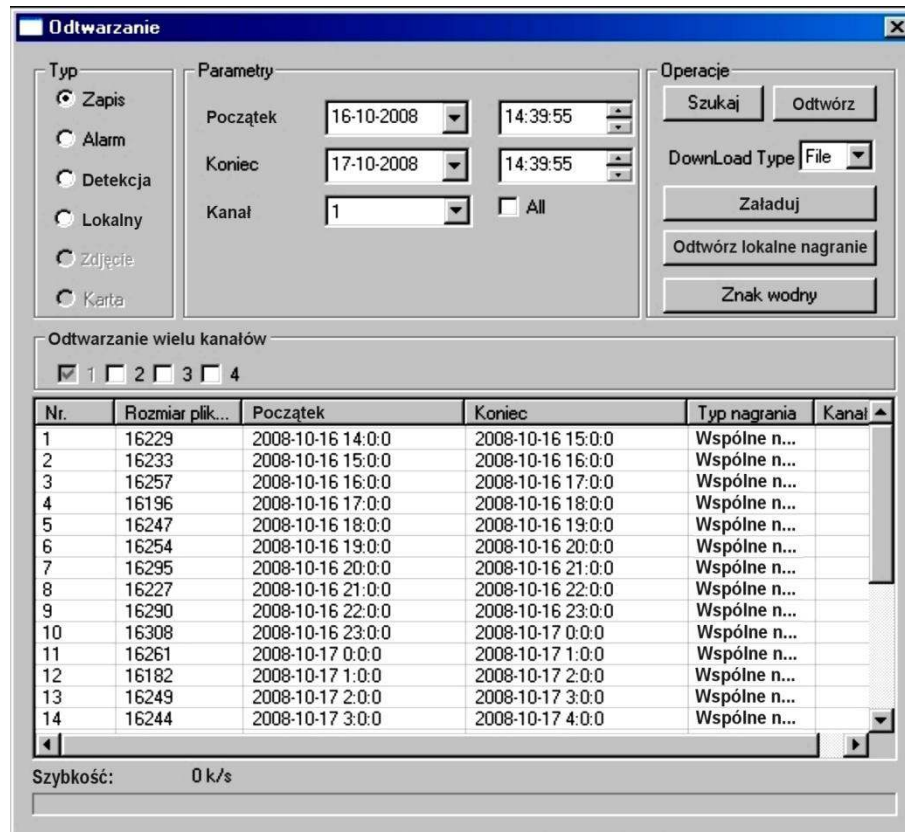 Odtwarzanie
Typ
Zapis
Alarm
Detekcja
Lokalny
Zdjęcie
Karta
Parametry
Początek 16-10-2008 14:39:55
Koniec 17-10-2008 14:39:55
Kanał 1 All
Operacje
Szukaj Odtwórz
DownLoad Type File
Załaduj
Odtwórz lokalne nagranie
Znak wodny
Odtwarzanie wielu kanałów
1 2 3 4
Nr. Rozmiar plik... Początek Koniec Typ nagrania Kanał
1 16229 2008-10-16 14:0:0 2008-10-16 15:0:0 Wspólne n...
2 16233 2008-10-16 15:0:0 2008-10-16 16:0:0 Wspólne n...
3 16257 2008-10-16 16:0:0 2008-10-16 17:0:0 Wspólne n...
4 16196 2008-10-16 17:0:0 2008-10-16 18:0:0 Wspólne n...
5 16247 2008-10-16 18:0:0 2008-10-16 19:0:0 Wspólne n...
6 16254 2008-10-16 19:0:0 2008-10-16 20:0:0 Wspólne n...
7 16295 2008-10-16 20:0:0 2008-10-16 21:0:0 Wspólne n...
8 16227 2008-10-16 21:0:0 2008-10-16 22:0:0 Wspólne n...
9 16290 2008-10-16 22:0:0 2008-10-16 23:0:0 Wspólne n...
10 16308 2008-10-16 23:0:0 2008-10-17 0:0:0 Wspólne n...
11 16261 2008-10-17 0:0:0 2008-10-17 1:0:0 Wspólne n...
12 16182 2008-10-17 1:0:0 2008-10-17 2:0:0 Wspólne n...
13 16249 2008-10-17 2:0:0 2008-10-17 3:0:0 Wspólne n...
14 16244 2008-10-17 3:0:0 2008-10-17 4:0:0 Wspólne n...
Szybkość: 0 k/s